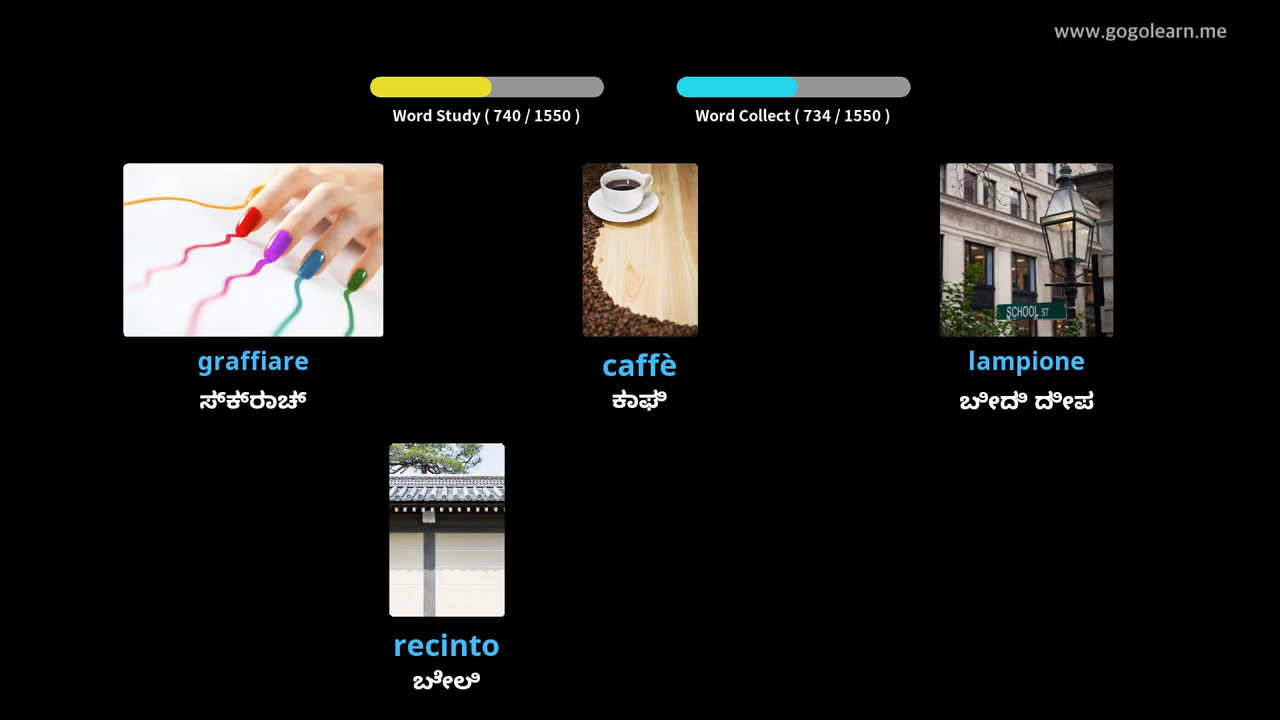 www.gogolearn.me
Word Study ( 740 / 1550 )
Word Collect ( 734 / 1550 )
SCHOOL ST
graffiare
caffè
lampione
ಸ್ಕ್ರಾಚ್
ಕಾಫಿ
ಬೀದಿ ದೀಪ
recinto
ಬೇಲಿ